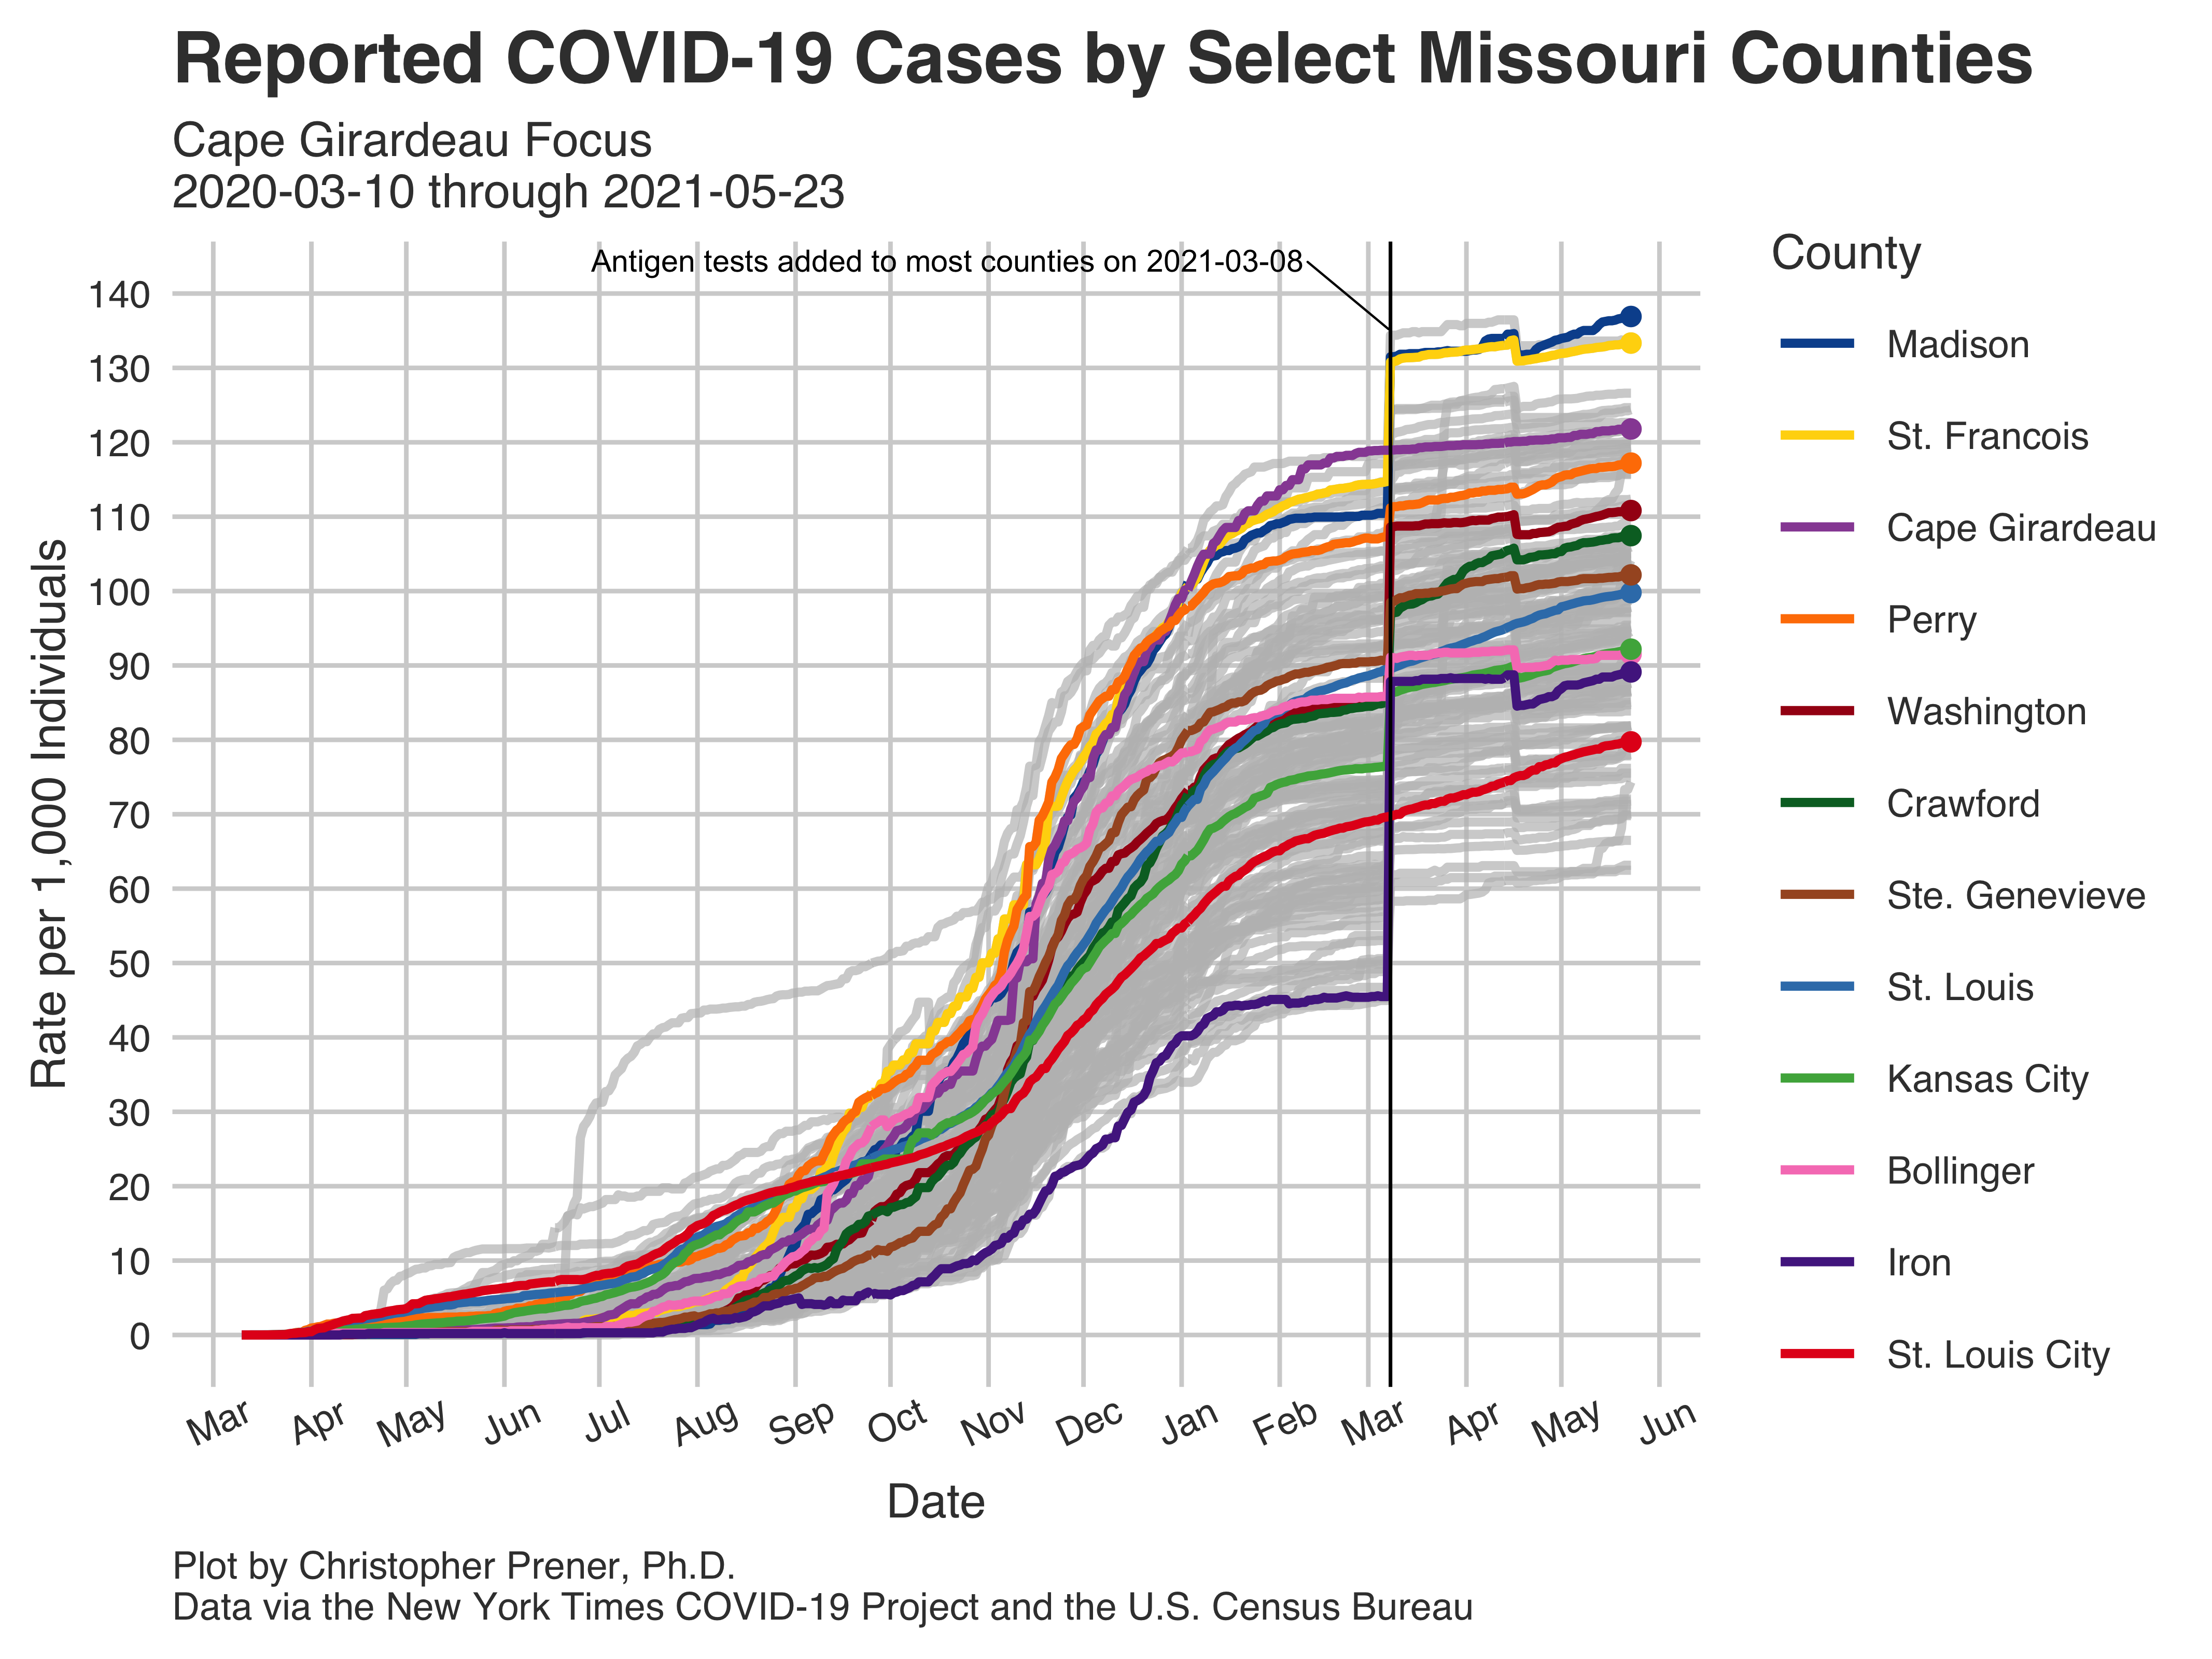 Reported COVID-19 Cases by Select Missouri Counties
Cape Girardeau Focus
2020-03-10 through 2021-05-23
Antigen tests added to most counties on 2021-03-08
140
130
120
110
100
90
80
70
60
50
40
30
20
10
0
Rate per 1,000 Individuals
Mar
Apr
May
Jun
Jul
Aug
Sep
Oct
Nov
Dec
Jan
Feb
Mar
Apr
May
Jun
Date
County
Madison
St. Francois
Cape Girardeau
Perry
Washington
Crawford
Ste. Genevieve
St. Louis
Kansas City
Bollinger
Iron
St. Louis City
Plot by Christopher Prener, Ph.D.
Data via the New York Times COVID-19 Project and the U.S. Census Bureau